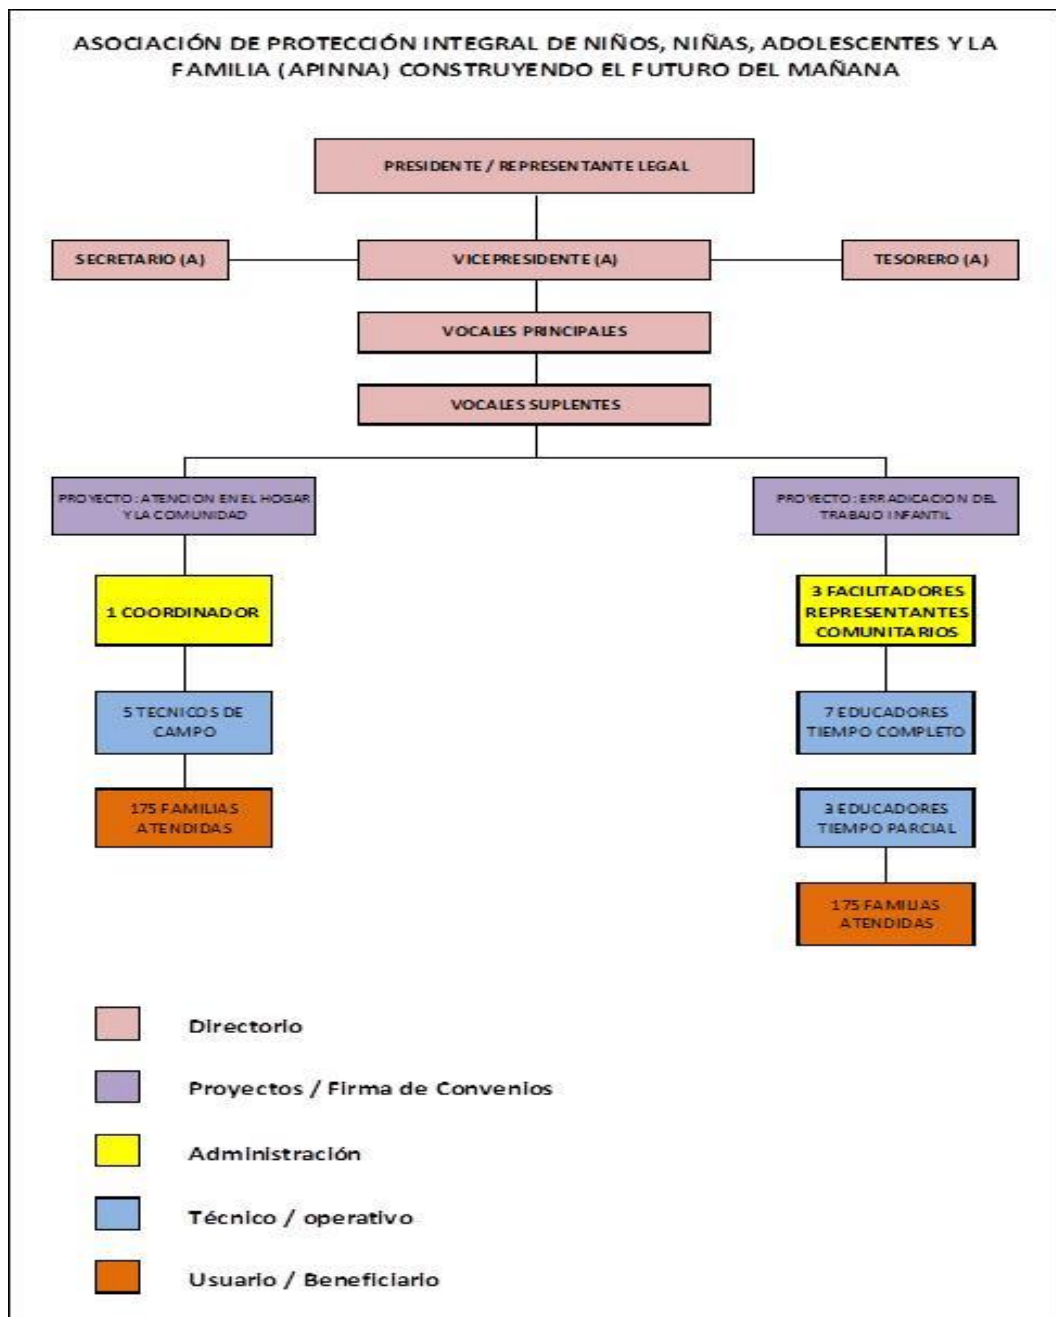 ASOCIACIÓN DE PROTECCIÓN INTEGRAL DE NIÑOS, NIÑAS, ADOLESCENTES Y LA
FAMILIA (APINNA) CONSTRUYENDO EL FUTURO DEL MAÑANA
PRESIDENTE / REPRESENTANTE LEGAL
SECRETARIO (A)
VICEPRESIDENTE (A)
TESORERO (A)
VOCALES PRINCIPALES
VOCALES SUPLENTES
PROYECTO: ATENCION EN EL HOGAR
Y LA COMUNIDAD
PROYECTO: ERRADICACION DEL
TRABAJO INFANTIL
1 COORDINADOR
3 FACILITADORES
REPRESENTANTES
COMUNITARIOS
5 TECNICOS DE
CAMPO
7 EDUCADORES
TIEMPO COMPLETO
175 FAMILIAS
ATENDIDAS
3 EDUCADORES
TIEMPO PARCIAL
175 FAMILIAS
ATENDIDAS
Directorio
Proyectos / Firma de Convenios
Administración
Técnico / operativo
Usuario / Beneficiario